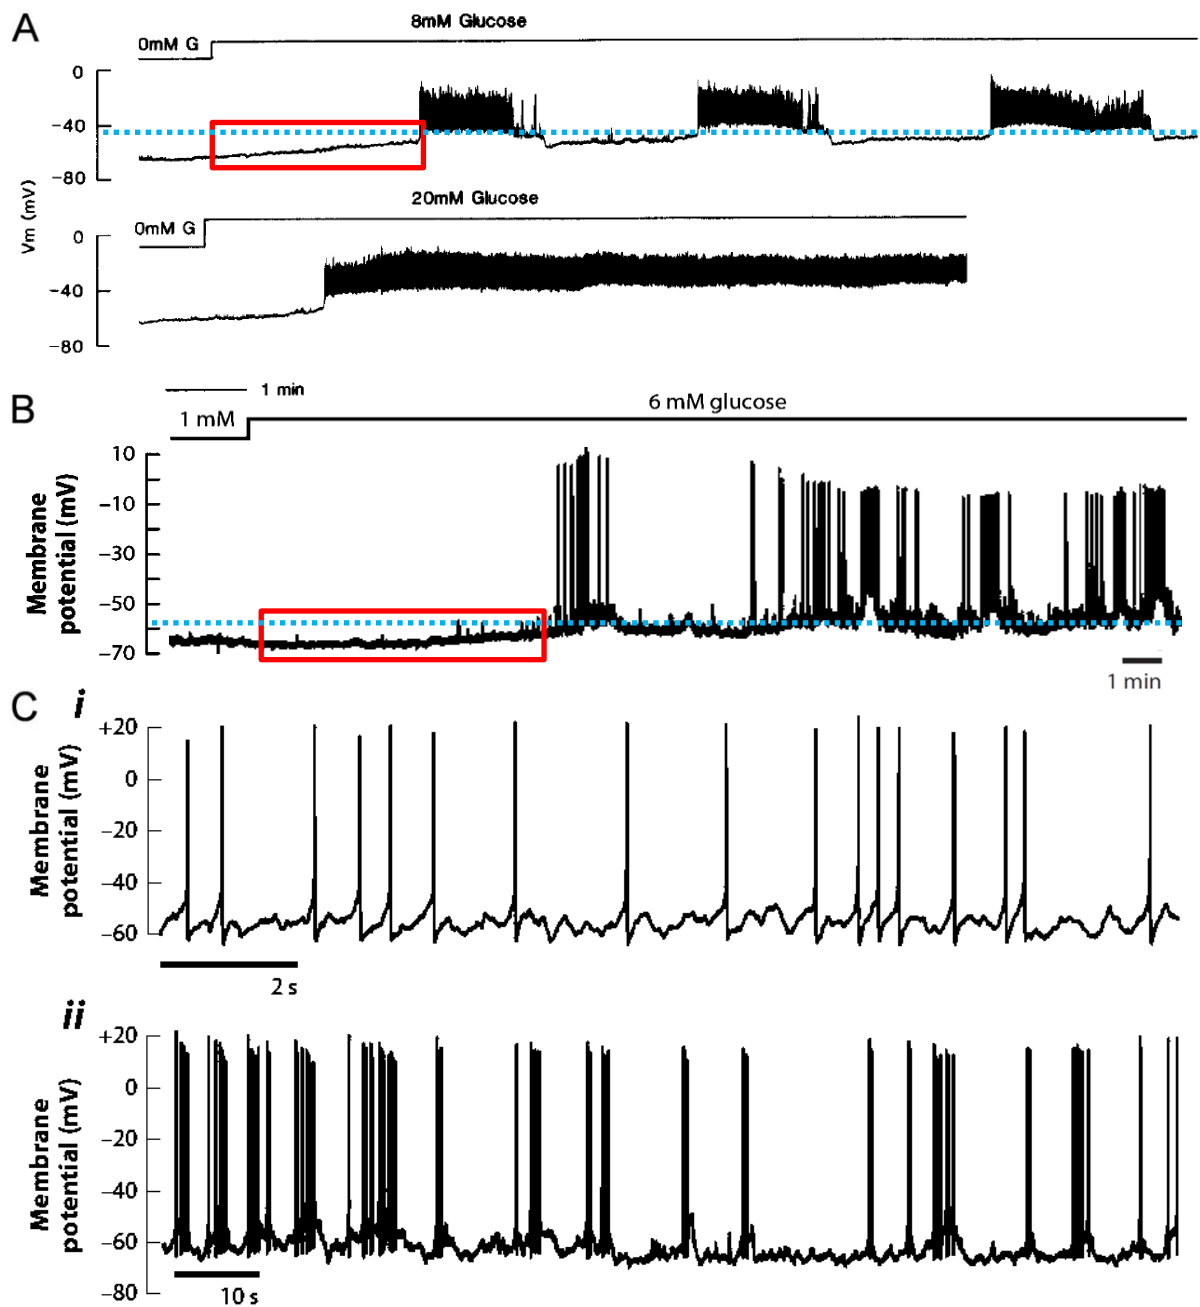 A
8mM Glucose
0mM G
0
−40
−80
Vm (mV)
20mM Glucose
0mM G
0
−40
−80
1 min
B
1 mM
6 mM glucose
10
−10
−30
−50
−70
Membrane
potential (mV)
1 min
C
i
+20
0
−20
−40
−60
Membrane
potential (mV)
2 s
ii
+20
0
−20
−40
−60
−80
Membrane
potential (mV)
10 s